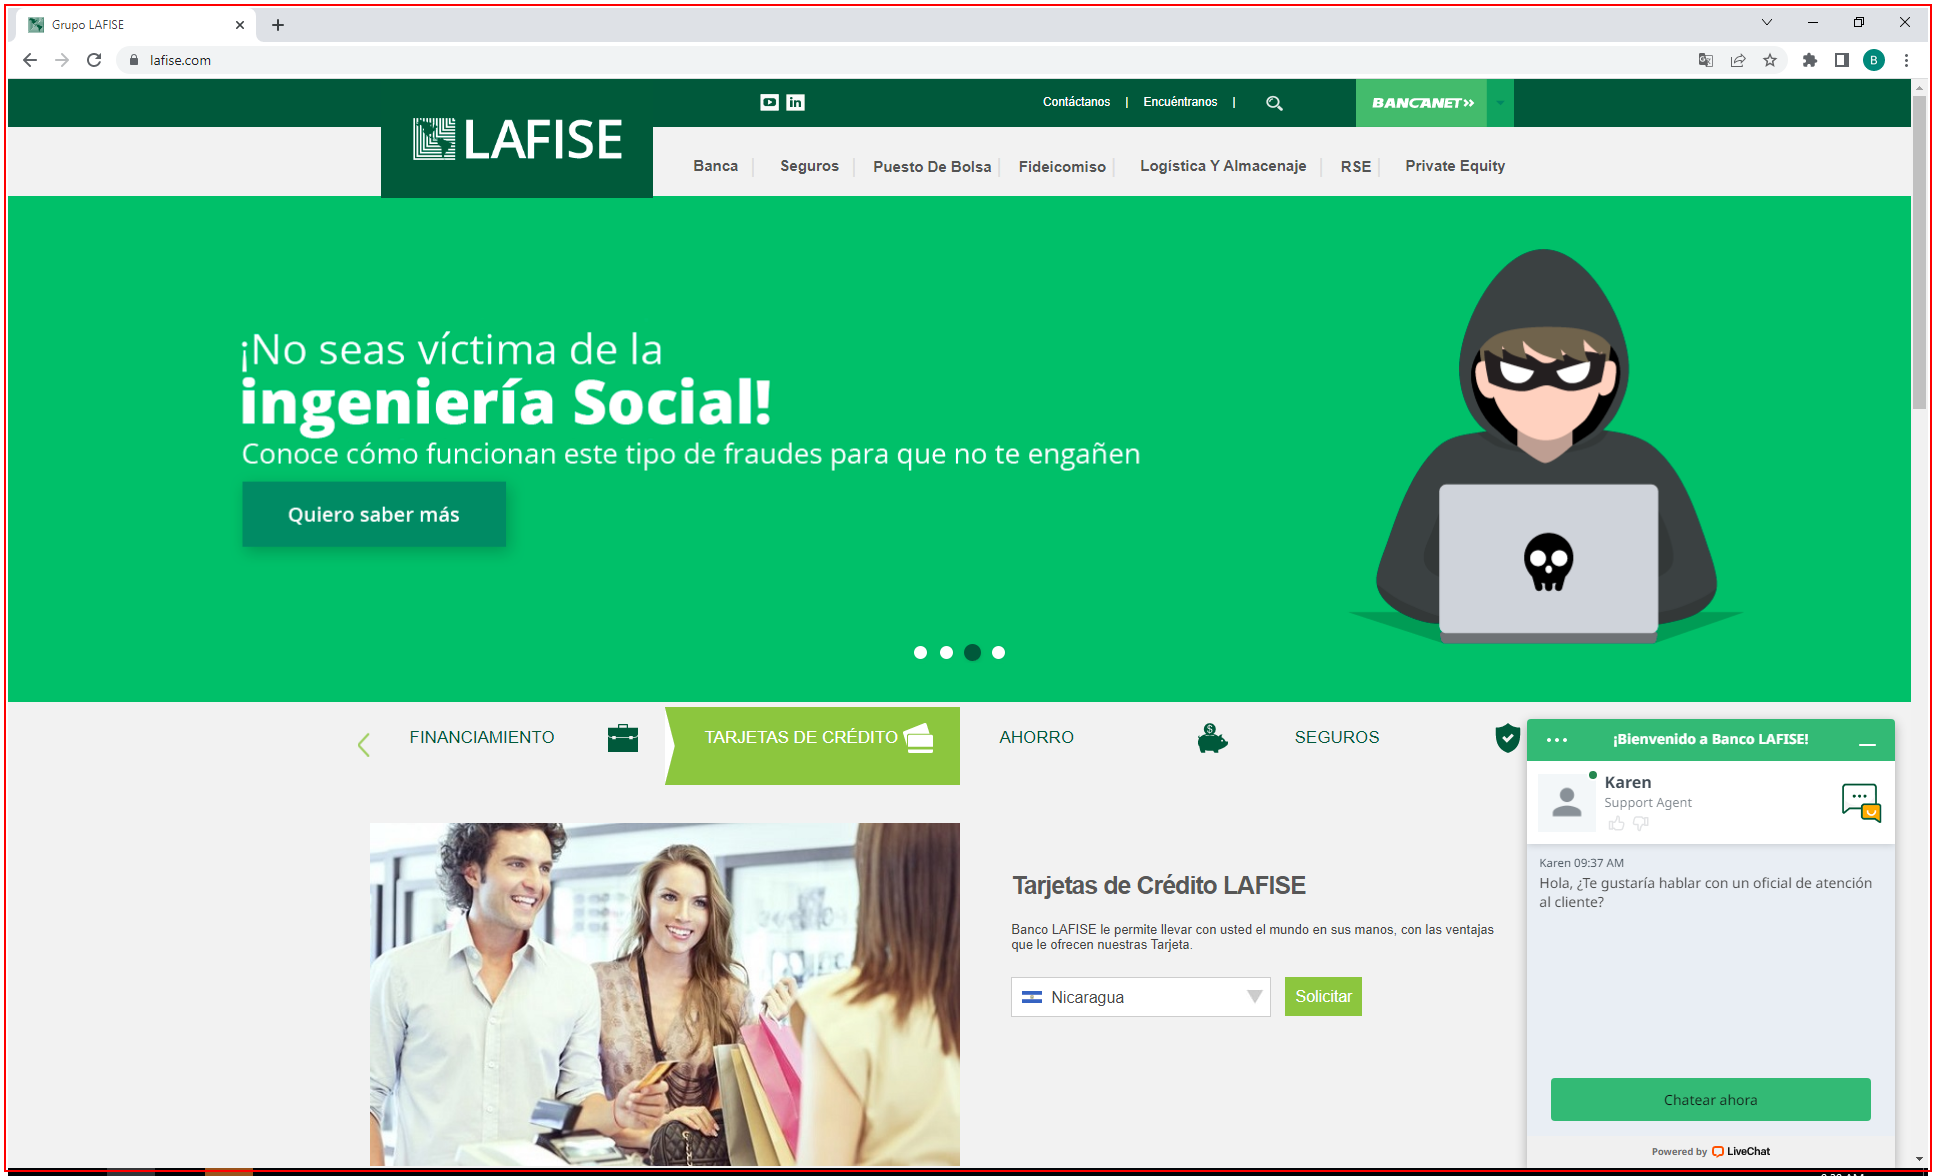 Grupo LAFISE
lafise.com
B
Contáctanos | Encuéntranos |
BANCANET
LAFISE
Banca | Seguros | Puesto De Bolsa | Fideicomiso | Logística Y Almacenaje | RSE | Private Equity
¡No seas víctima de la
ingeniería Social!
Conoce cómo funcionan este tipo de fraudes para que no te engañen
Quiero saber más
FINANCIAMIENTO
TARJETAS DE CRÉDITO
AHORRO
SEGUROS
Tarjetas de Crédito LAFISE
Banco LAFISE le permite llevar con usted el mundo en sus manos, con las ventajas
que le ofrecen nuestras Tarjeta.
Nicaragua
Solicitar
¡Bienvenido a Banco LAFISE!
Karen
Support Agent
Karen 09:37 AM
Hola, ¿Te gustaría hablar con un oficial de atención
al cliente?
Chatear ahora
Powered by LiveChat